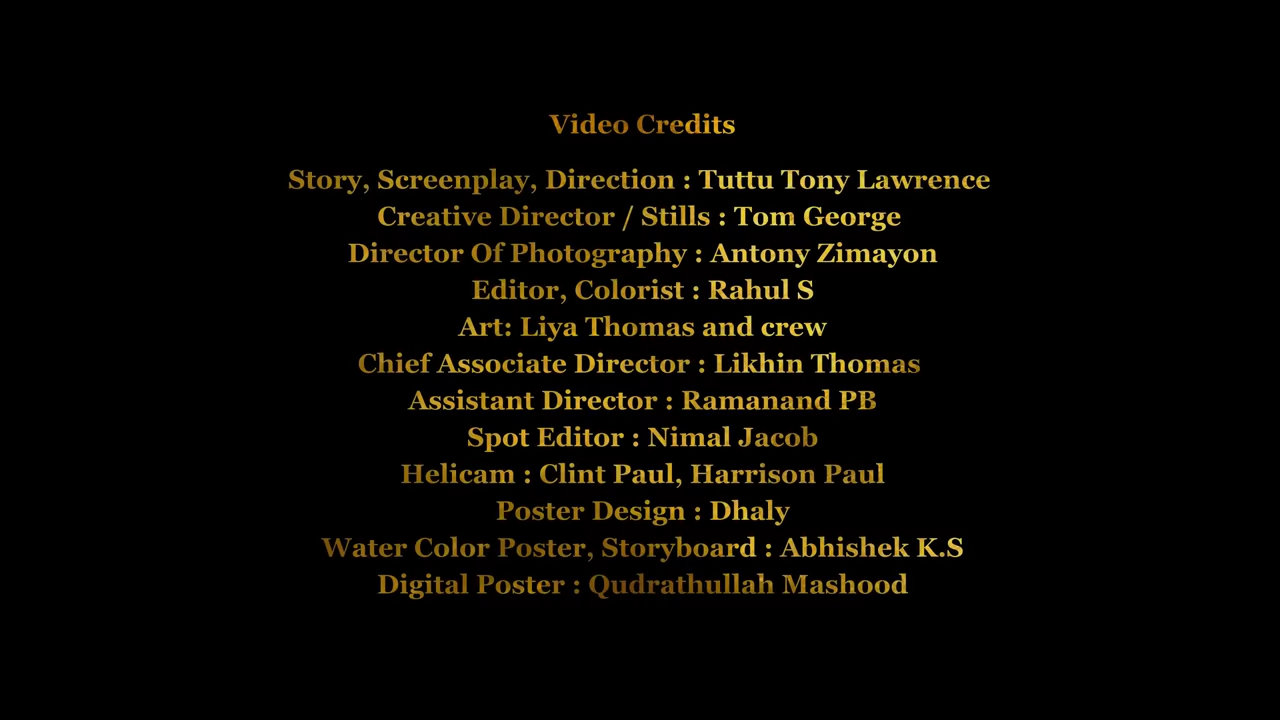 Video Credits
Story, Screenplay, Direction : Tuttu Tony Lawrence
Creative Director / Stills : Tom George
Director Of Photography : Antony Zimayon
Editor, Colorist : Rahul S
Art: Liya Thomas and crew
Chief Associate Director : Likhin Thomas
Assistant Director : Ramanand PB
Spot Editor : Nimal Jacob
Helicam : Clint Paul, Harrison Paul
Poster Design : Dhaly
Water Color Poster, Storyboard : Abhishek K.S
Digital Poster : Qudrathullah Mashood